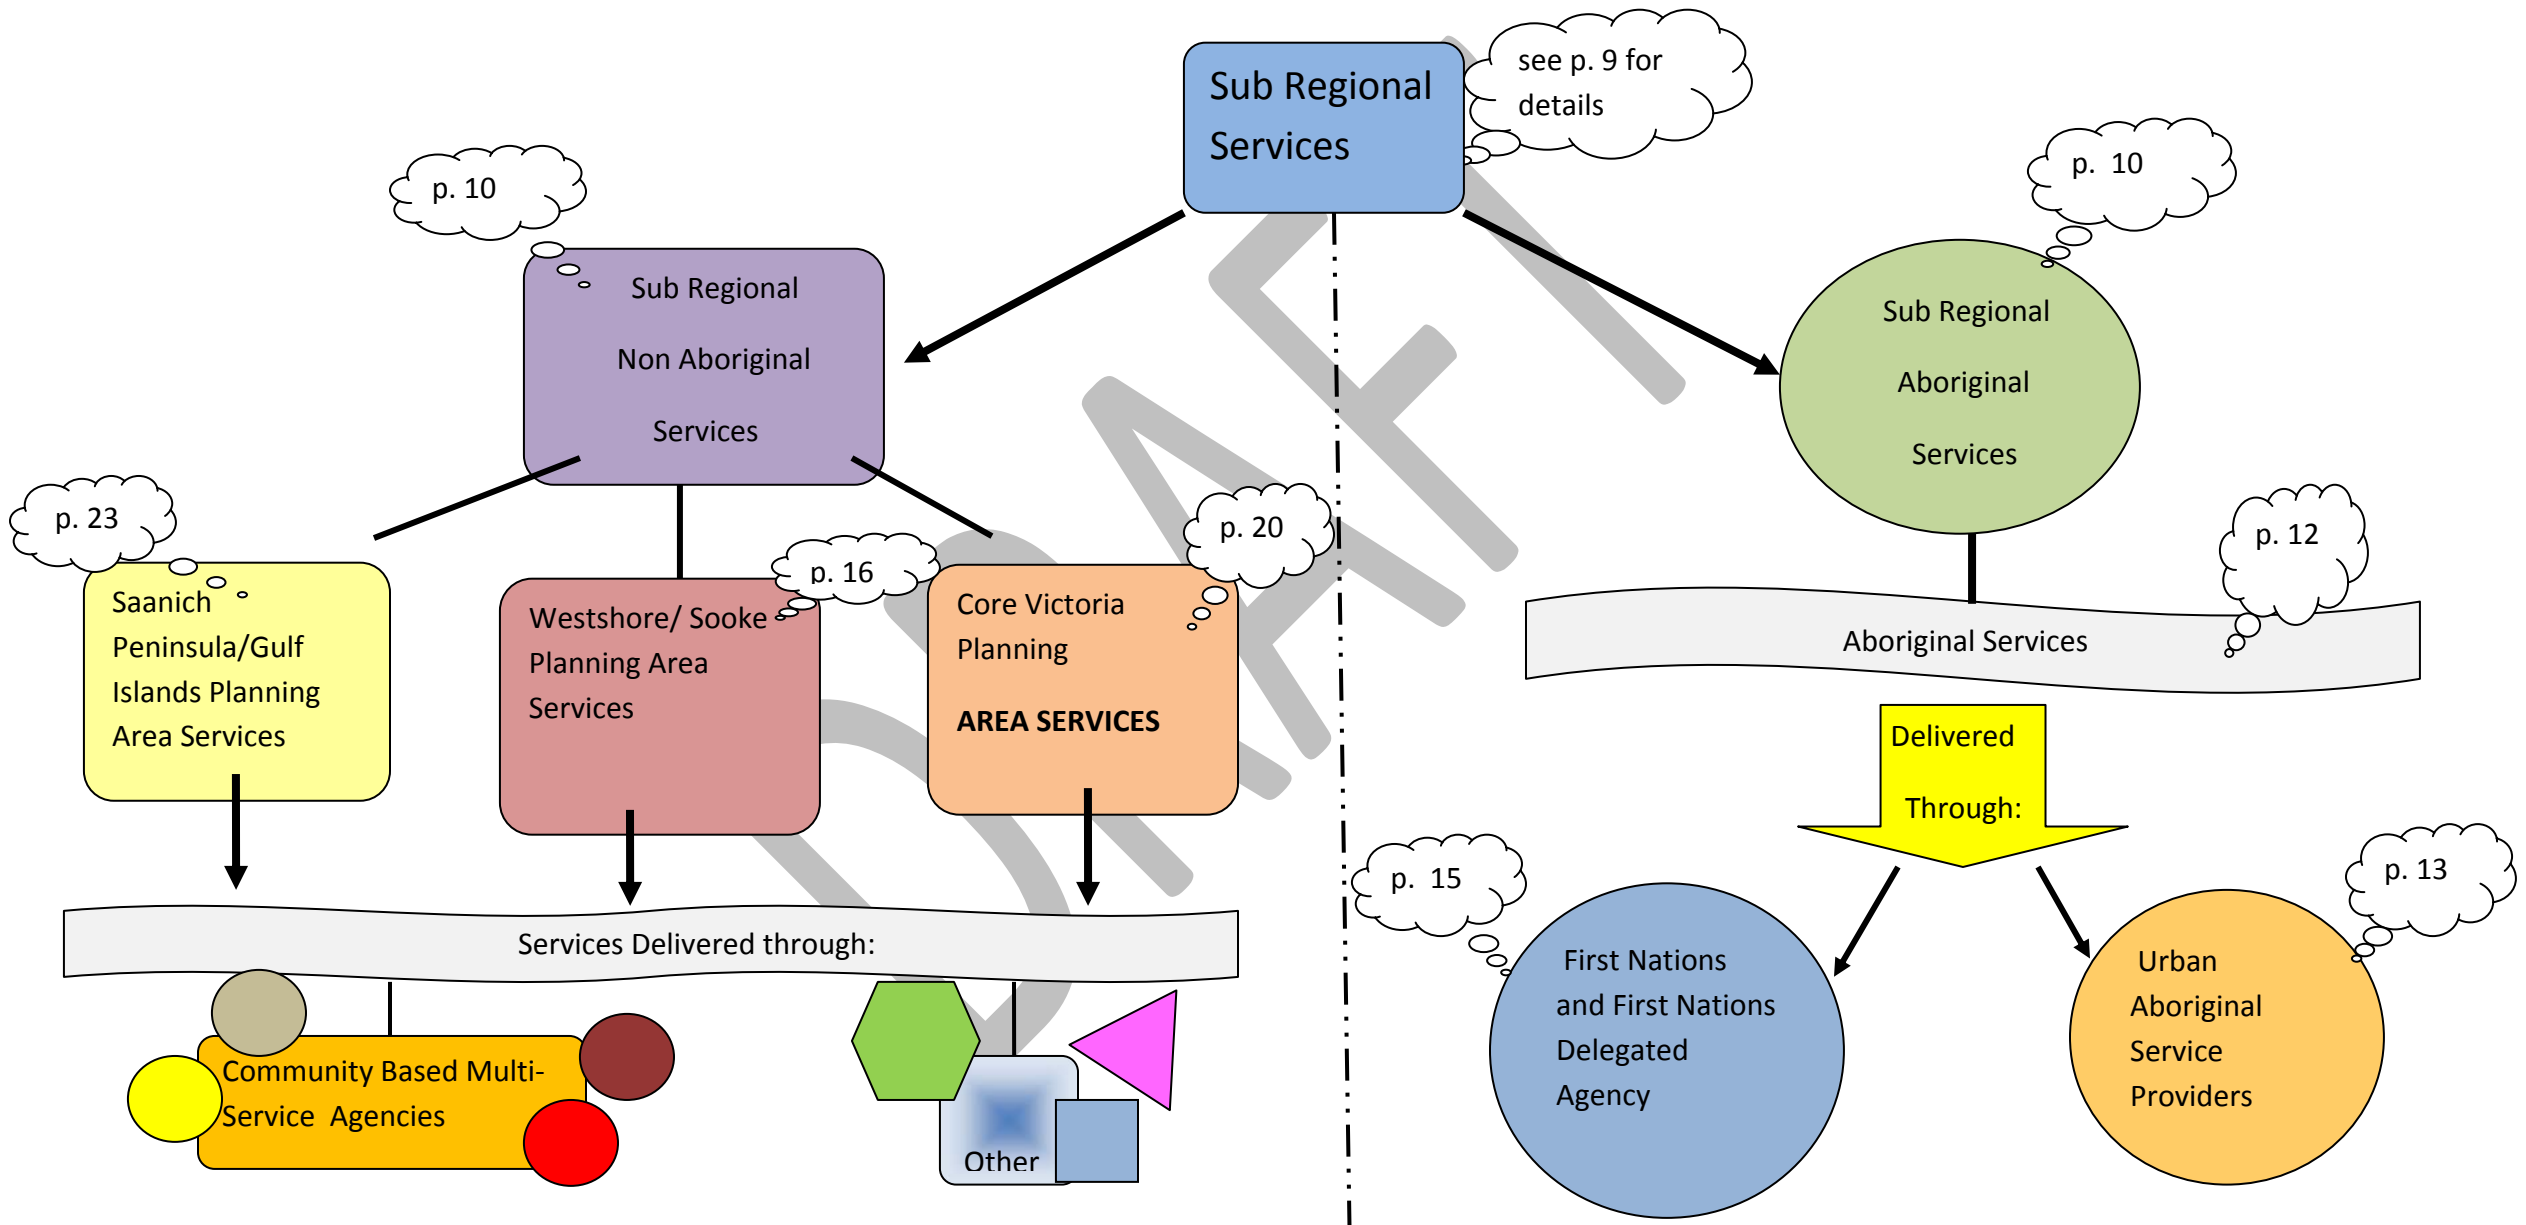 Sub Regional
Services
see p. 9 for
details
p. 10
p.  10
Sub Regional
Non Aboriginal
Services
Sub Regional
Aboriginal
Services
p. 23
p. 16
p. 20
p. 12
Saanich
Peninsula/Gulf
Islands Planning
Area Services
Westshore/ Sooke
Planning Area
Services
Core Victoria
Planning
AREA SERVICES
Aboriginal Services
Delivered
Through:
Services Delivered through:
p.  15
p. 13
Community Based Multi-
Service  Agencies
Other
First Nations
and First Nations
Delegated
Agency
Urban
Aboriginal
Service
Providers
DRAFT